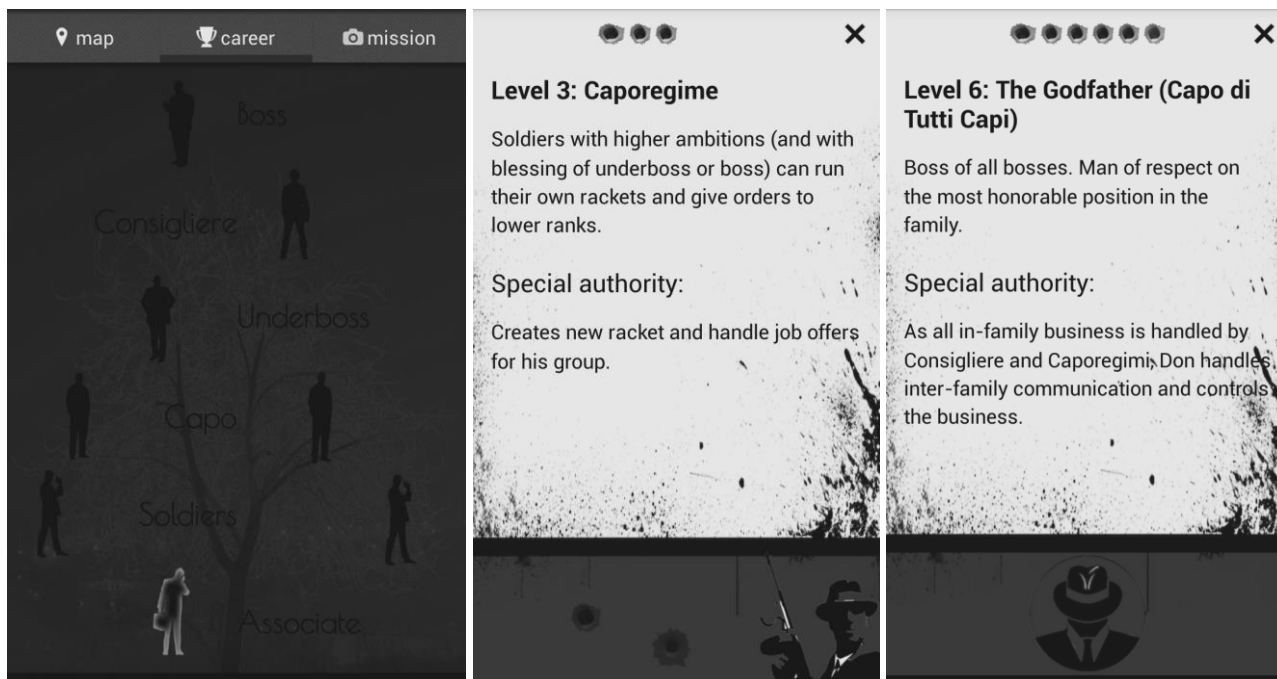 map
career
mission
Boss
Consigliere
Underboss
Capo
Soldiers
Associate
Level 3: Caporegime
Soldiers with higher ambitions (and with
blessing of underboss or boss) can run
their own rackets and give orders to
lower ranks.
Special authority:
Creates new racket and handle job offers
for his group.
Level 6: The Godfather (Capo di
Tutti Capi)
Boss of all bosses. Man of respect on
the most honorable position in the
family.
Special authority:
As all in-family business is handled by
Consigliere and Caporegimi, Don handles
inter-family communication and controls
the business.